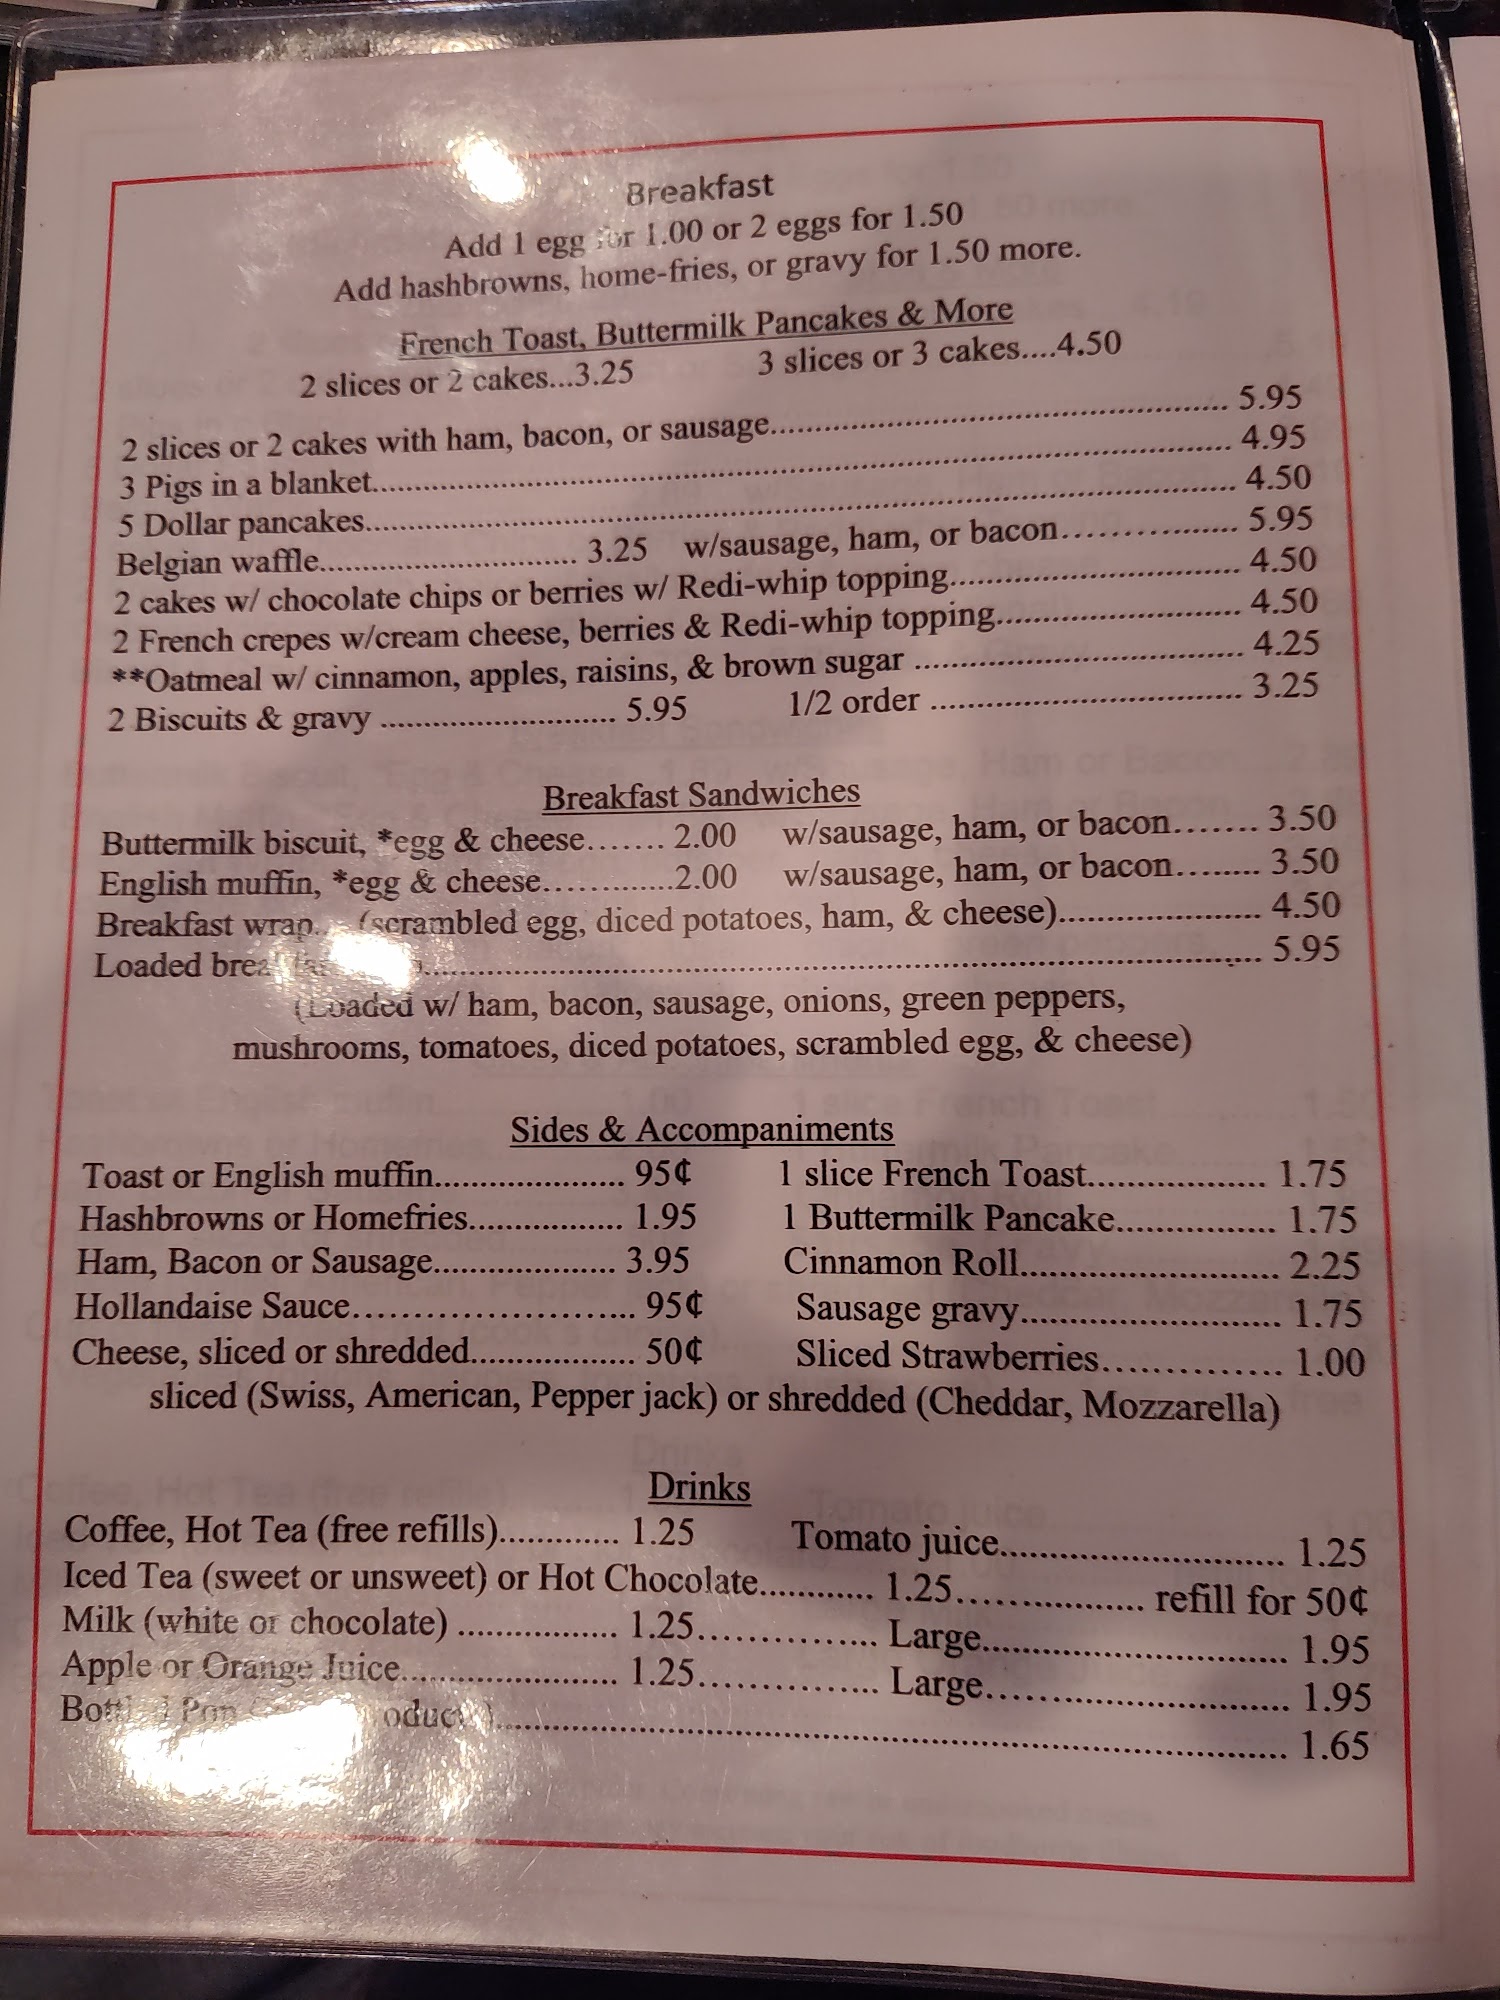 Breakfast
Add 1 egg for 1.00 or 2 eggs for 1.50
Add hashbrowns, home-fries, or gravy for 1.50 more.
French Toast, Buttermilk Pancakes & More
2 slices or 2 cakes...3.25 3 slices or 3 cakes....4.50
2 slices or 2 cakes with ham, bacon, or sausage........ 5.95
3 Pigs in a blanket........ 4.95
5 Dollar pancakes........ 4.50
Belgian waffle........ 3.25 w/sausage, ham, or bacon........ 5.95
2 cakes w/ chocolate chips or berries w/ Redi-whip topping........ 4.50
2 French crepes w/cream cheese, berries & Redi-whip topping........ 4.50
**Oatmeal w/ cinnamon, apples, raisins, & brown sugar ........ 4.25
2 Biscuits & gravy ........ 5.95 1/2 order ........ 3.25
Breakfast Sandwiches
Buttermilk biscuit, *egg & cheese....... 2.00 w/sausage, ham, or bacon....... 3.50
English muffin, *egg & cheese............2.00 w/sausage, ham, or bacon........ 3.50
Breakfast wrap... (scrambled egg, diced potatoes, ham, & cheese)........ 4.50
Loaded ........ 5.95
(Loaded w/ ham, bacon, sausage, onions, green peppers,
mushrooms, tomatoes, diced potatoes, scrambled egg, & cheese)
Sides & Accompaniments
Toast or English muffin........ 95¢ 1 slice French Toast........ 1.75
Hashbrowns or Homefries........ 1.95 1 Buttermilk Pancake........ 1.75
Ham, Bacon or Sausage........ 3.95 Cinnamon Roll........ 2.25
Hollandaise Sauce........ 95¢ Sausage gravy........ 1.75
Cheese, sliced or shredded........ 50¢ Sliced Strawberries........ 1.00
sliced (Swiss, American, Pepper jack) or shredded (Cheddar, Mozzarella)
Drinks
Coffee, Hot Tea (free refills)........ 1.25 Tomato juice........ 1.25
Iced Tea (sweet or unsweet) or Hot Chocolate........ 1.25........ refill for 50¢
Milk (white or chocolate) ........ 1.25........ Large........ 1.95
Apple or Orange Juice........ 1.25........ Large........ 1.95
Bottled Pop ........ 1.65